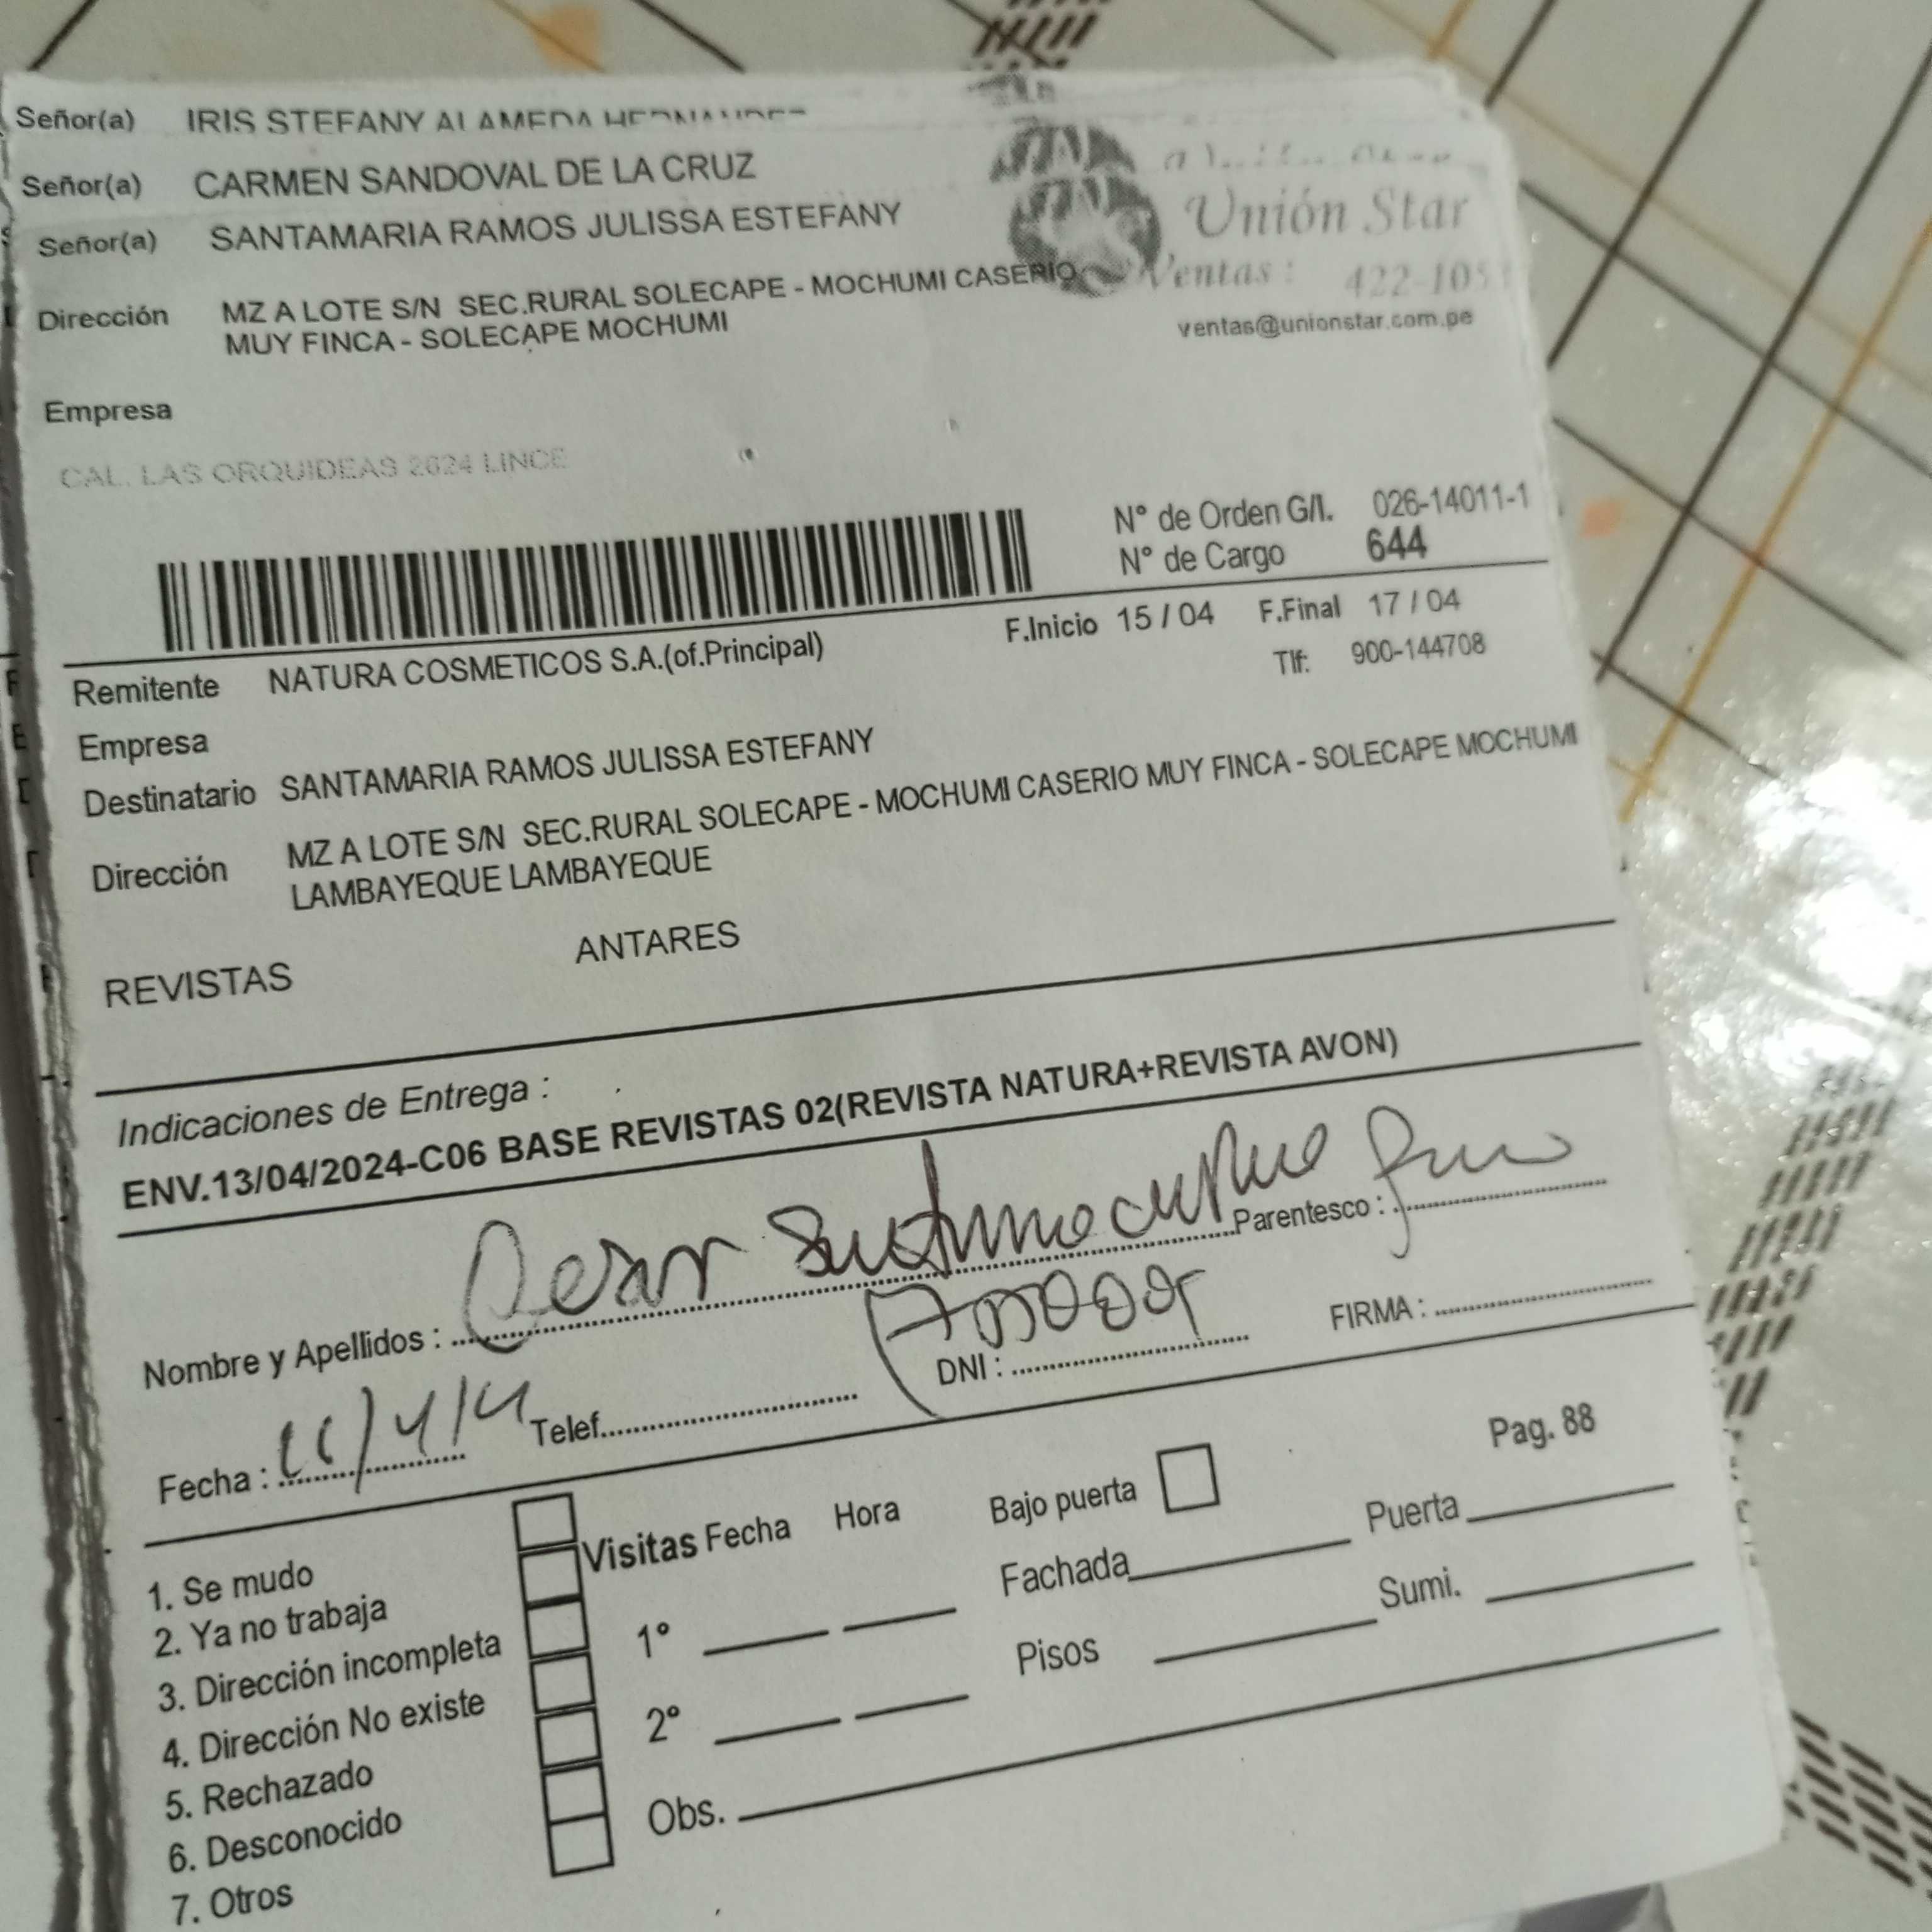 Señor(a) IRIS STEFANY ALAMEDA HERNANDEZ
Señor(a) CARMEN SANDOVAL DE LA CRUZ
Señor(a) SANTAMARIA RAMOS JULISSA ESTEFANY
Unión Star
Ventas : 422-105
ventas@unionstar.com.pe
Dirección MZ A LOTE S/N SEC.RURAL SOLECAPE - MOCHUMI CASERIO
MUY FINCA - SOLECAPE MOCHUMI
Empresa
CAL. LAS ORQUIDEAS 2624 LINCE
N° de Orden G/I. 026-14011-1
N° de Cargo 644
F.Inicio 15 / 04 F.Final 17 / 04
Remitente NATURA COSMETICOS S.A.(of.Principal) Tlf: 900-144708
Empresa
Destinatario SANTAMARIA RAMOS JULISSA ESTEFANY
Dirección MZ A LOTE S/N SEC.RURAL SOLECAPE - MOCHUMI CASERIO MUY FINCA - SOLECAPE MOCHUMI
LAMBAYEQUE LAMBAYEQUE
REVISTAS ANTARES
Indicaciones de Entrega :
ENV.13/04/2024-C06 BASE REVISTAS 02(REVISTA NATURA+REVISTA AVON)
Nombre y Apellidos : Cesar Parentesco :
Fecha : Telef. DNI : FIRMA :
Pag. 88
1. Se mudo
2. Ya no trabaja
3. Dirección incompleta
4. Dirección No existe
5. Rechazado
6. Desconocido
7. Otros
Visitas Fecha Hora
1°
2°
Obs.
Bajo puerta
Fachada Puerta
Pisos Sumi.